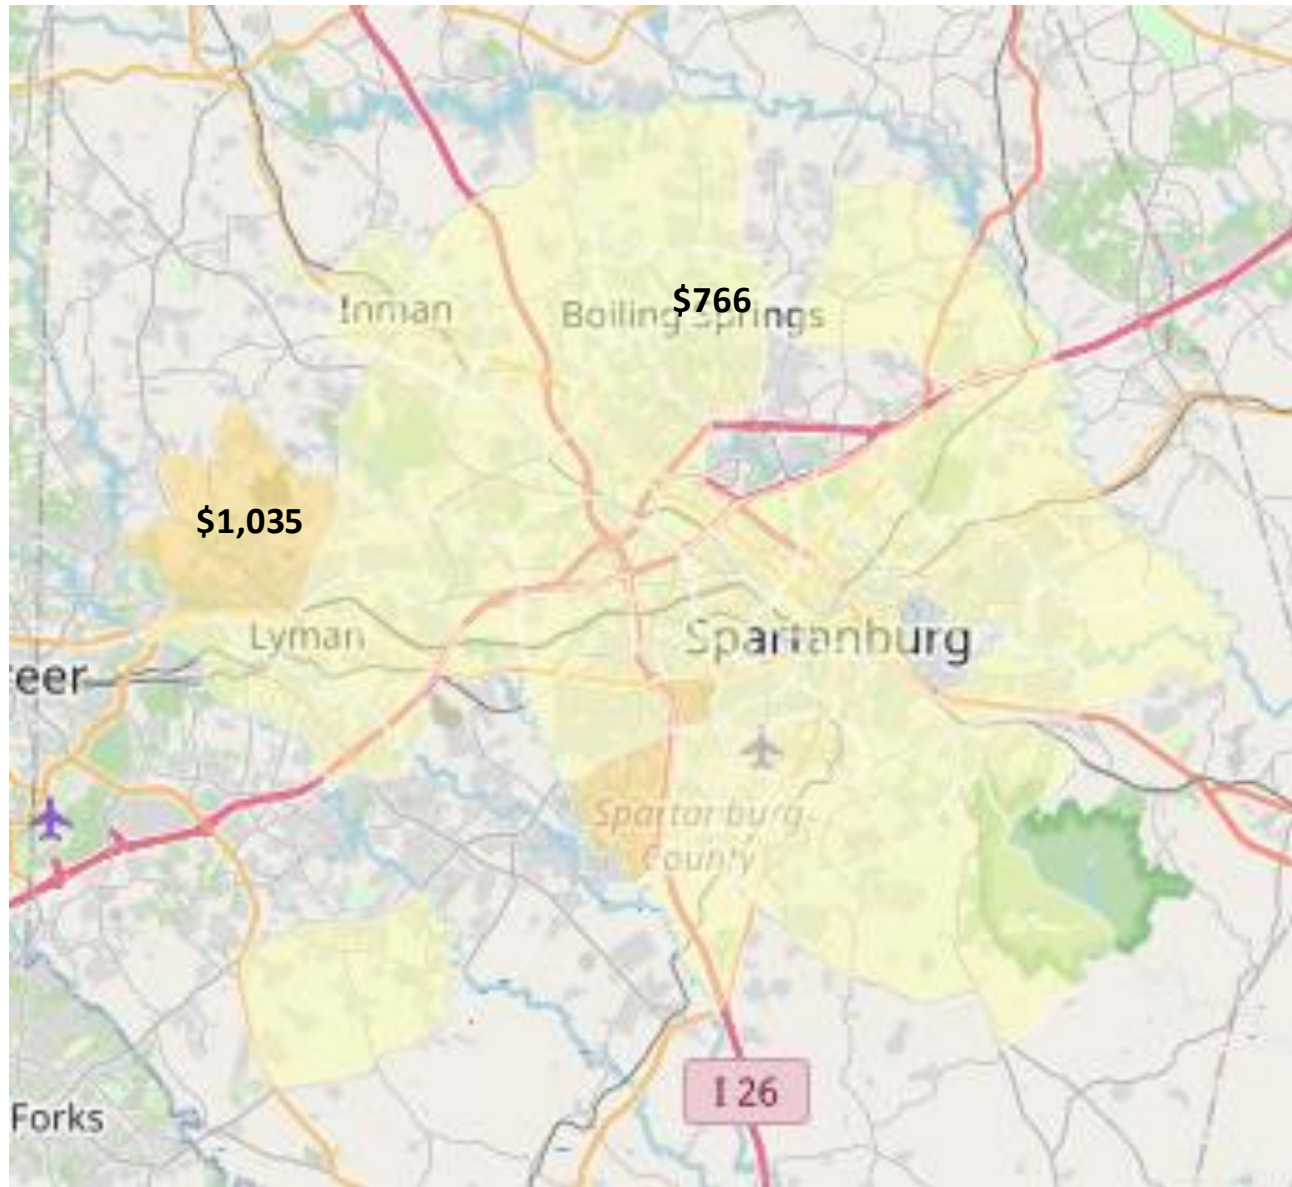 Inman
Boiling Springs
$766
$1,035
Lyman
Spartanburg
eer
Spartanburg
County
I 26
Forks